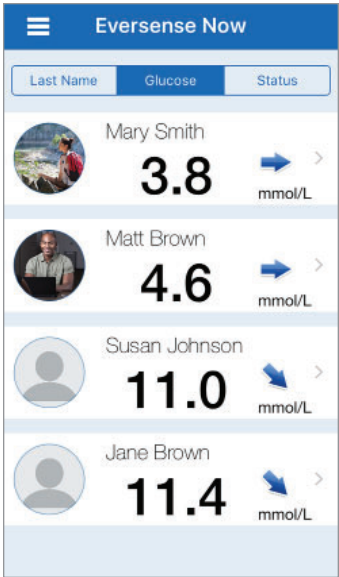 Eversense Now
Last Name Glucose Status
Mary Smith
3.8
mmol/L
Matt Brown
4.6
mmol/L
Susan Johnson
11.0
mmol/L
Jane Brown
11.4
mmol/L